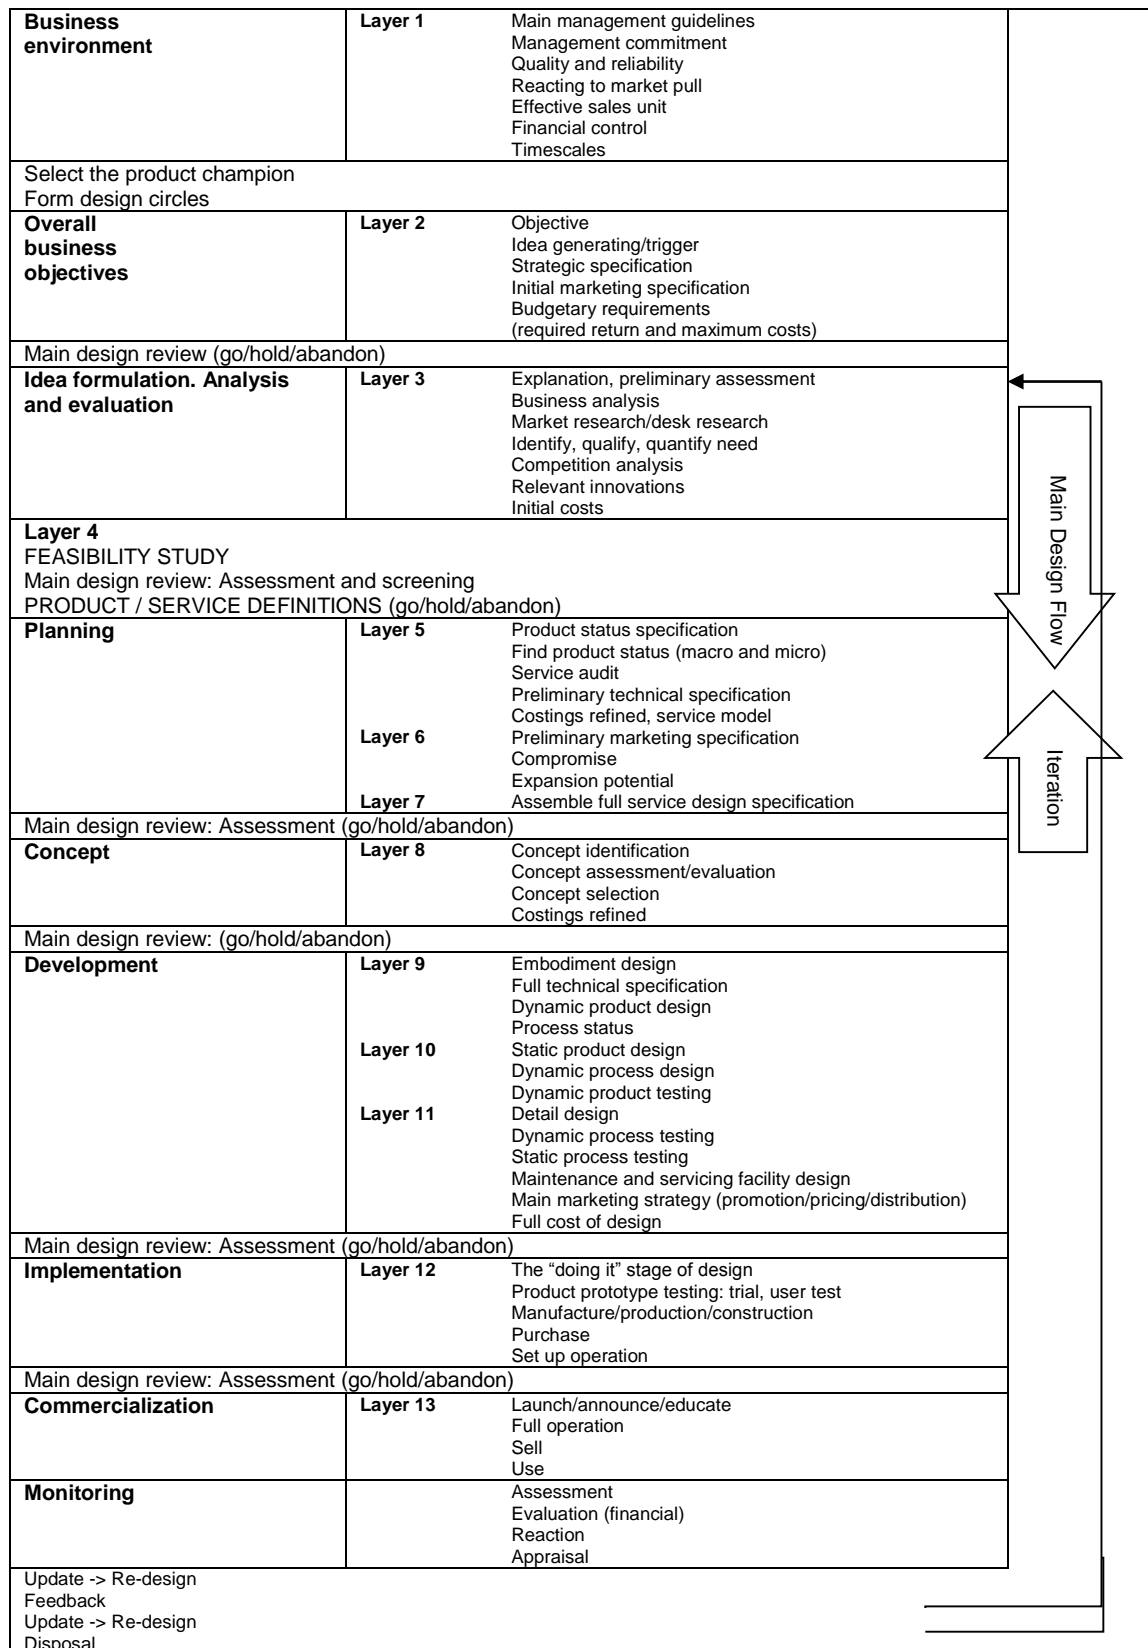 Business
environment
Layer 1
Main management guidelines
Management commitment
Quality and reliability
Reacting to market pull
Effective sales unit
Financial control
Timescales
Select the product champion
Form design circles
Overall
business
objectives
Layer 2
Objective
Idea generating/trigger
Strategic specification
Initial marketing specification
Budgetary requirements
(required return and maximum costs)
Main design review (go/hold/abandon)
Idea formulation. Analysis
and evaluation
Layer 3
Explanation, preliminary assessment
Business analysis
Market research/desk research
Identify, qualify, quantify need
Competition analysis
Relevant innovations
Initial costs
Layer 4
FEASIBILITY STUDY
Main design review: Assessment and screening
PRODUCT / SERVICE DEFINITIONS (go/hold/abandon)
Planning
Layer 5
Product status specification
Find product status (macro and micro)
Service audit
Preliminary technical specification
Costings refined, service model
Layer 6
Preliminary marketing specification
Compromise
Expansion potential
Layer 7
Assemble full service design specification
Main design review: Assessment (go/hold/abandon)
Concept
Layer 8
Concept identification
Concept assessment/evaluation
Concept selection
Costings refined
Main design review: (go/hold/abandon)
Development
Layer 9
Embodiment design
Full technical specification
Dynamic product design
Process status
Layer 10
Static product design
Dynamic process design
Dynamic product testing
Layer 11
Detail design
Dynamic process testing
Static process testing
Maintenance and servicing facility design
Main marketing strategy (promotion/pricing/distribution)
Full cost of design
Main design review: Assessment (go/hold/abandon)
Implementation
Layer 12
The “doing it” stage of design
Product prototype testing: trial, user test
Manufacture/production/construction
Purchase
Set up operation
Main design review: Assessment (go/hold/abandon)
Commercialization
Layer 13
Launch/announce/educate
Full operation
Sell
Use
Monitoring
Assessment
Evaluation (financial)
Reaction
Appraisal
Update -> Re-design
Feedback
Update -> Re-design
Disposal
Main Design Flow
Iteration